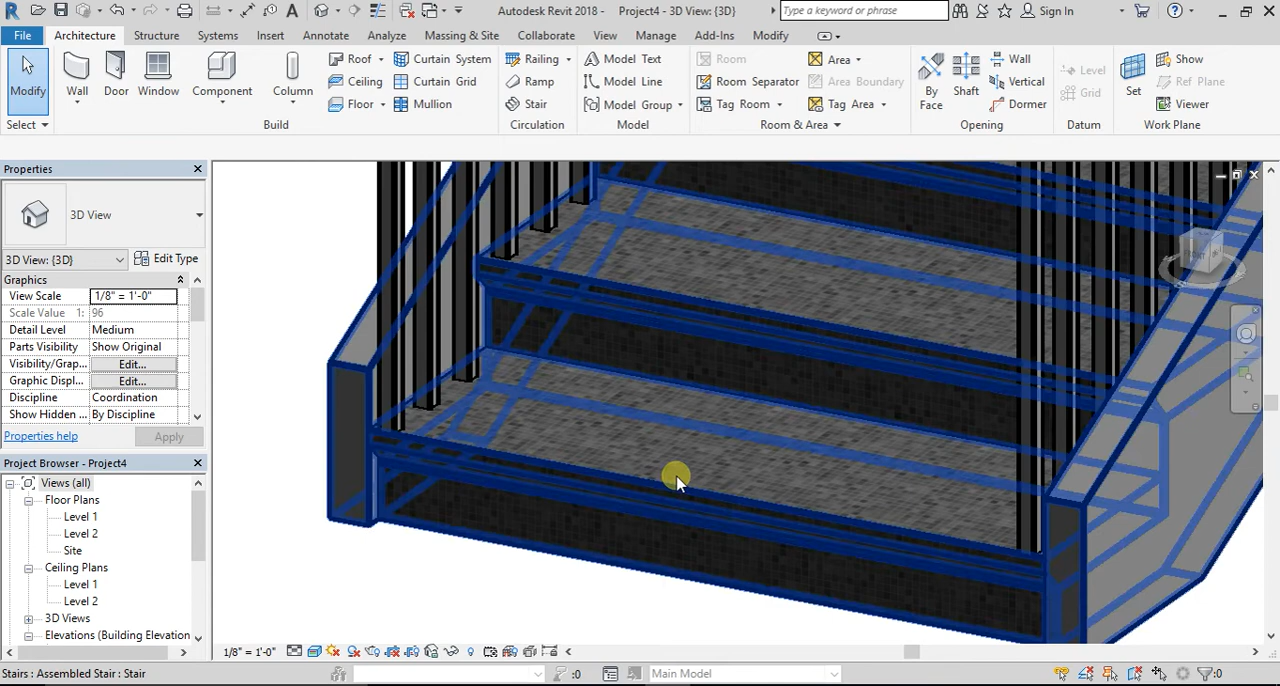 Autodesk Revit 2018 - Project4 - 3D View: {3D}
Type a keyword or phrase
Sign In
File Architecture Structure Systems Insert Annotate Analyze Massing & Site Collaborate View Manage Add-Ins Modify
Modify
Wall
Door
Window
Component
Column
Roof
Ceiling
Floor
Curtain System
Curtain Grid
Mullion
Railing
Ramp
Stair
Model Text
Model Line
Model Group
Room
Room Separator
Tag Room
Area
Area Boundary
Tag Area
By Face
Shaft
Wall
Vertical
Dormer
Level
Grid
Set
Show
Ref Plane
Viewer
Select Build Circulation Model Room & Area Opening Datum Work Plane
Properties
3D View
3D View: {3D} Edit Type
Graphics
View Scale 1/8" = 1'-0"
Scale Value 1: 96
Detail Level Medium
Parts Visibility Show Original
Visibility/Grap... Edit...
Graphic Displ... Edit...
Discipline Coordination
Show Hidden ... By Discipline
Properties help Apply
Project Browser - Project4
Views (all)
Floor Plans
Level 1
Level 2
Site
Ceiling Plans
Level 1
Level 2
3D Views
Elevations (Building Elevation
1/8" = 1'-0"
Stairs : Assembled Stair : Stair
:0
Main Model
:0